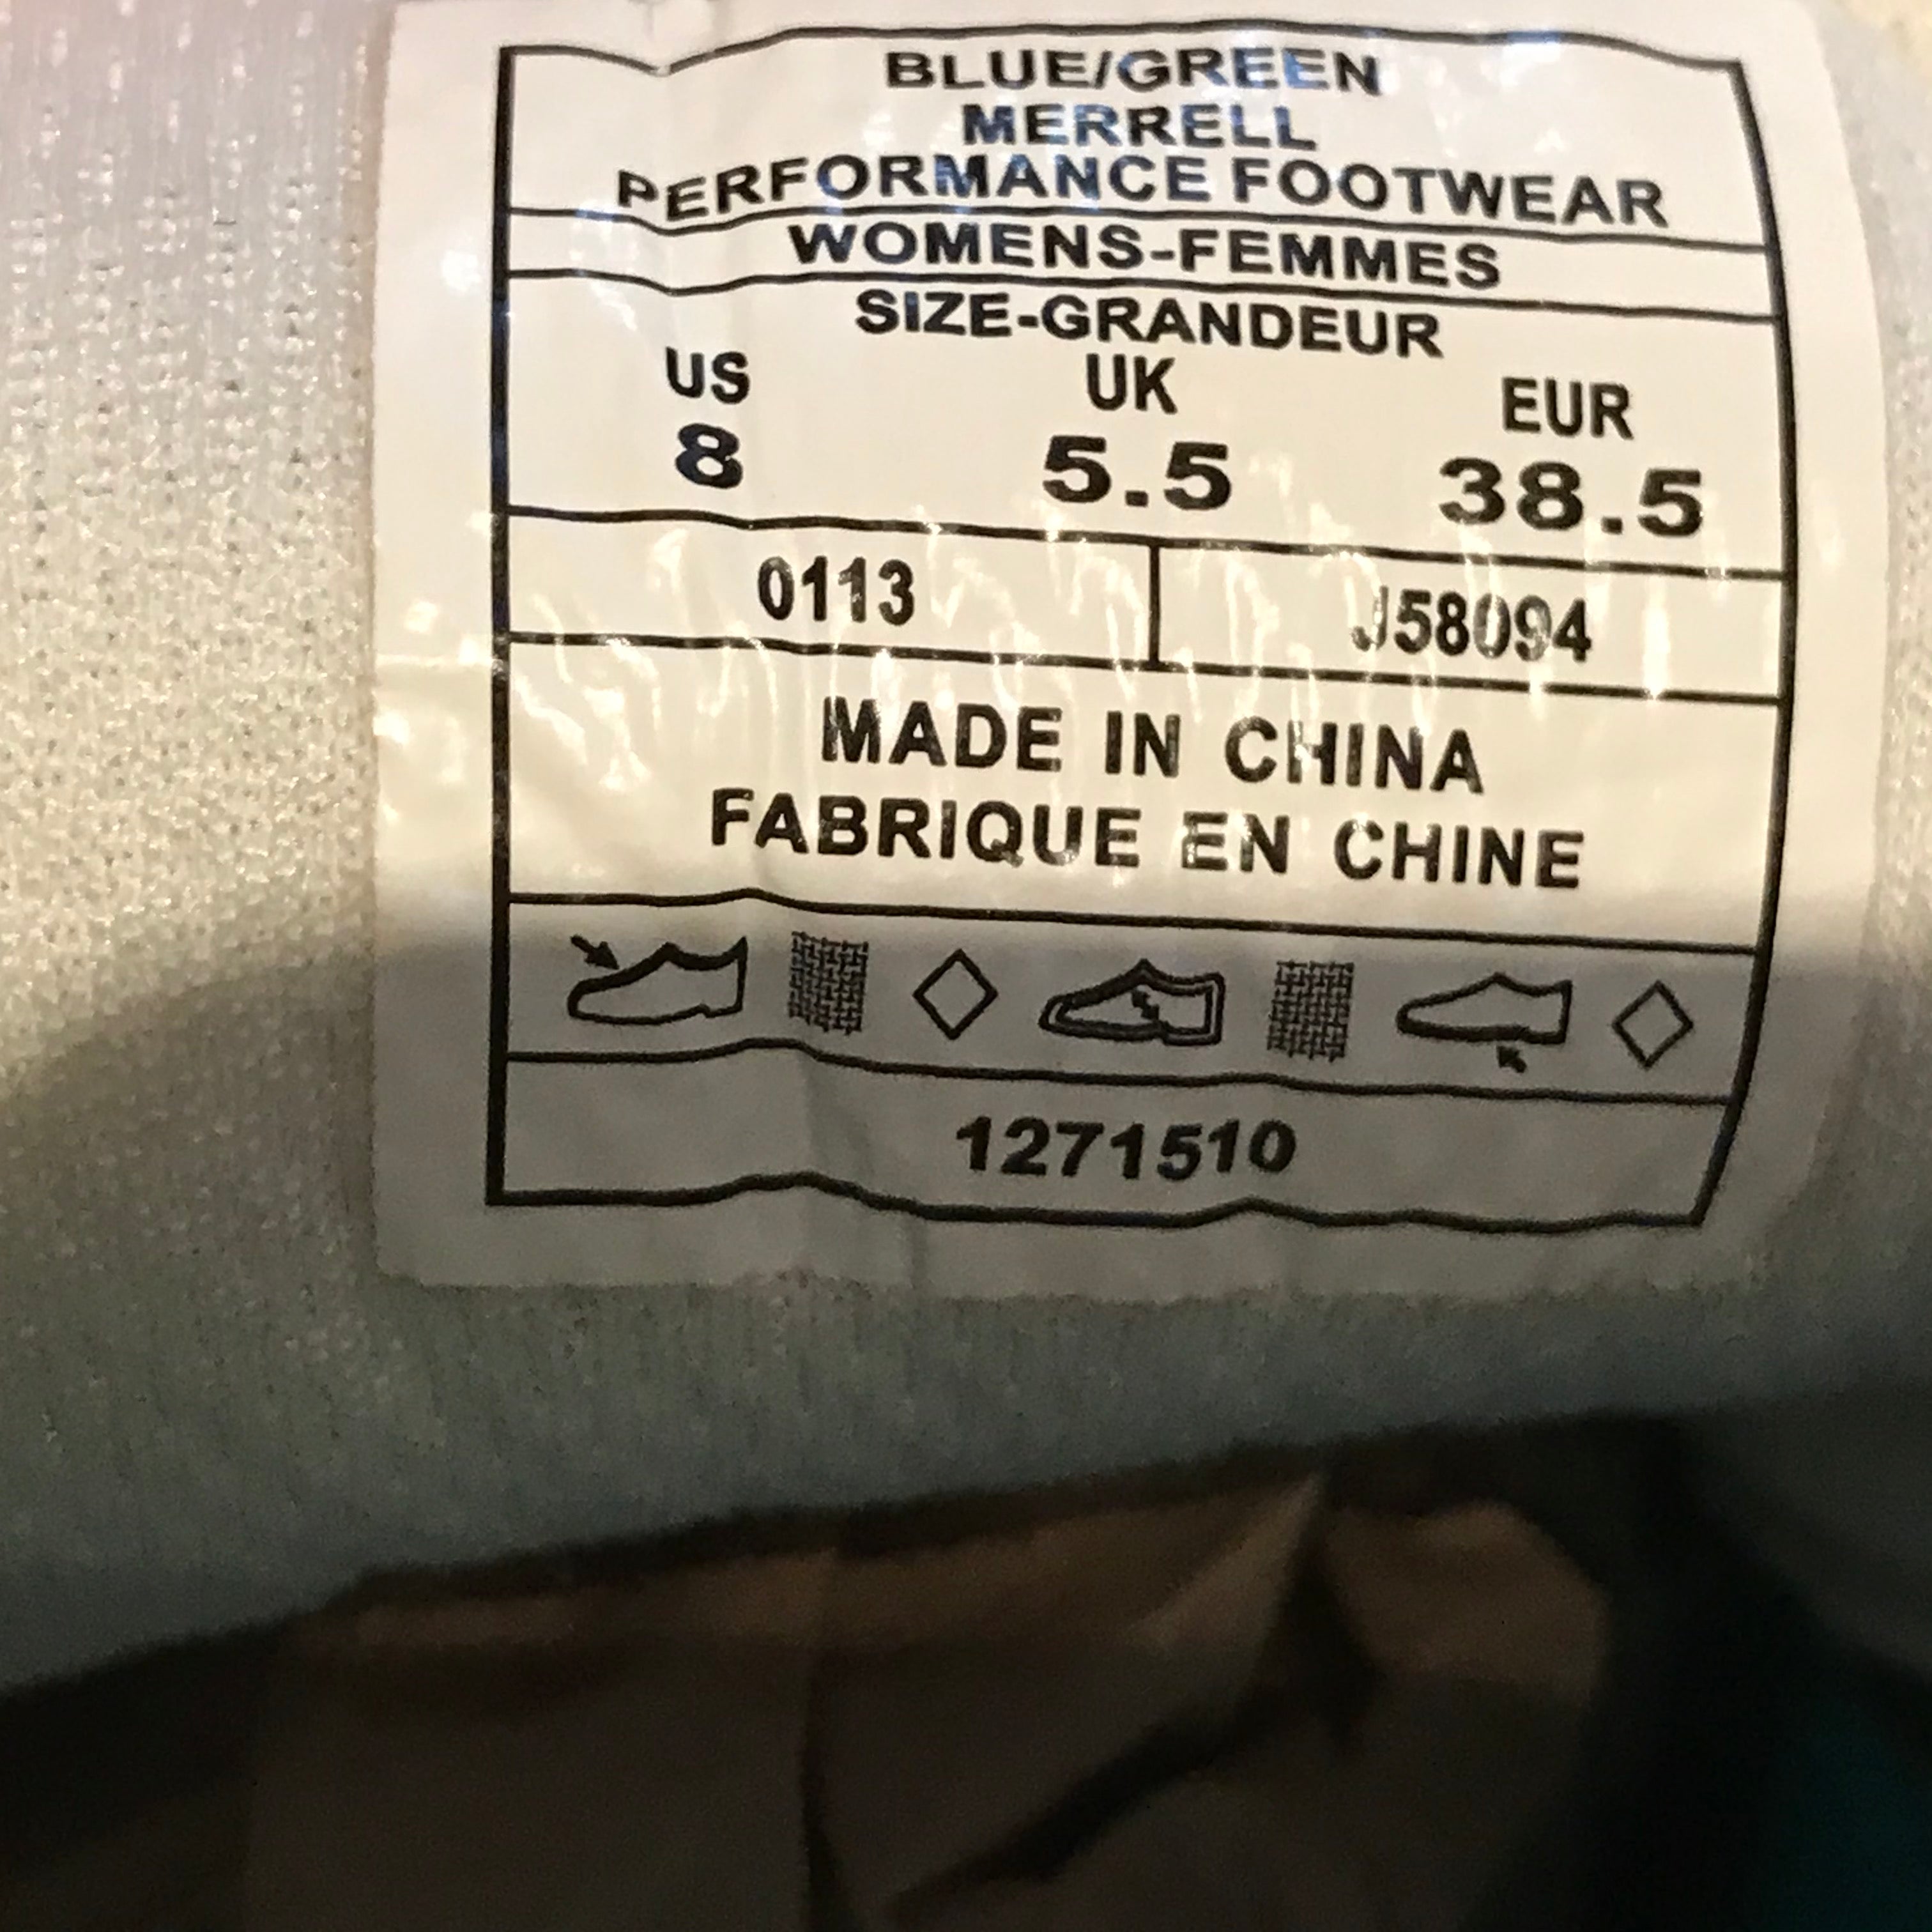 BLUE/GREEN
MERRELL
PERFORMANCE FOOTWEAR
WOMENS-FEMMES
SIZE-GRANDEUR
US UK EUR
8 5.5 38.5
0113 J58094
MADE IN CHINA
FABRIQUE EN CHINE
1271510